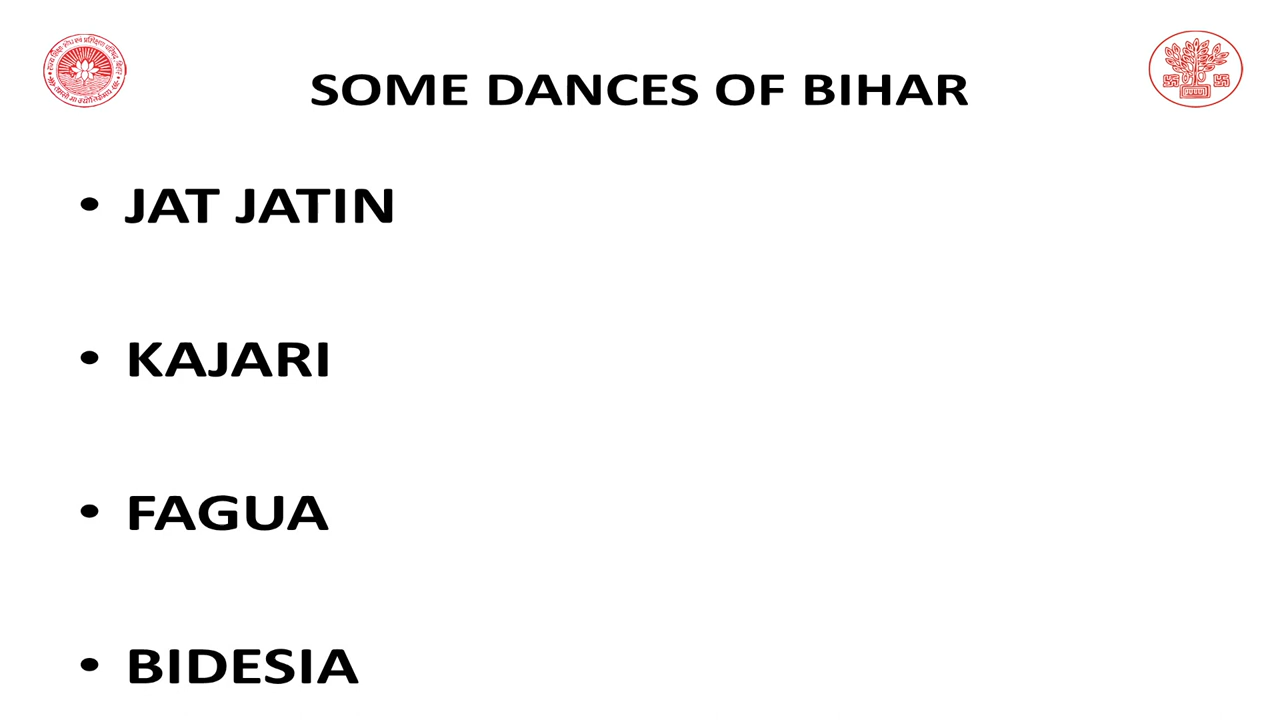 SOME DANCES OF BIHAR
• JAT JATIN
• KAJARI
• FAGUA
• BIDESIA